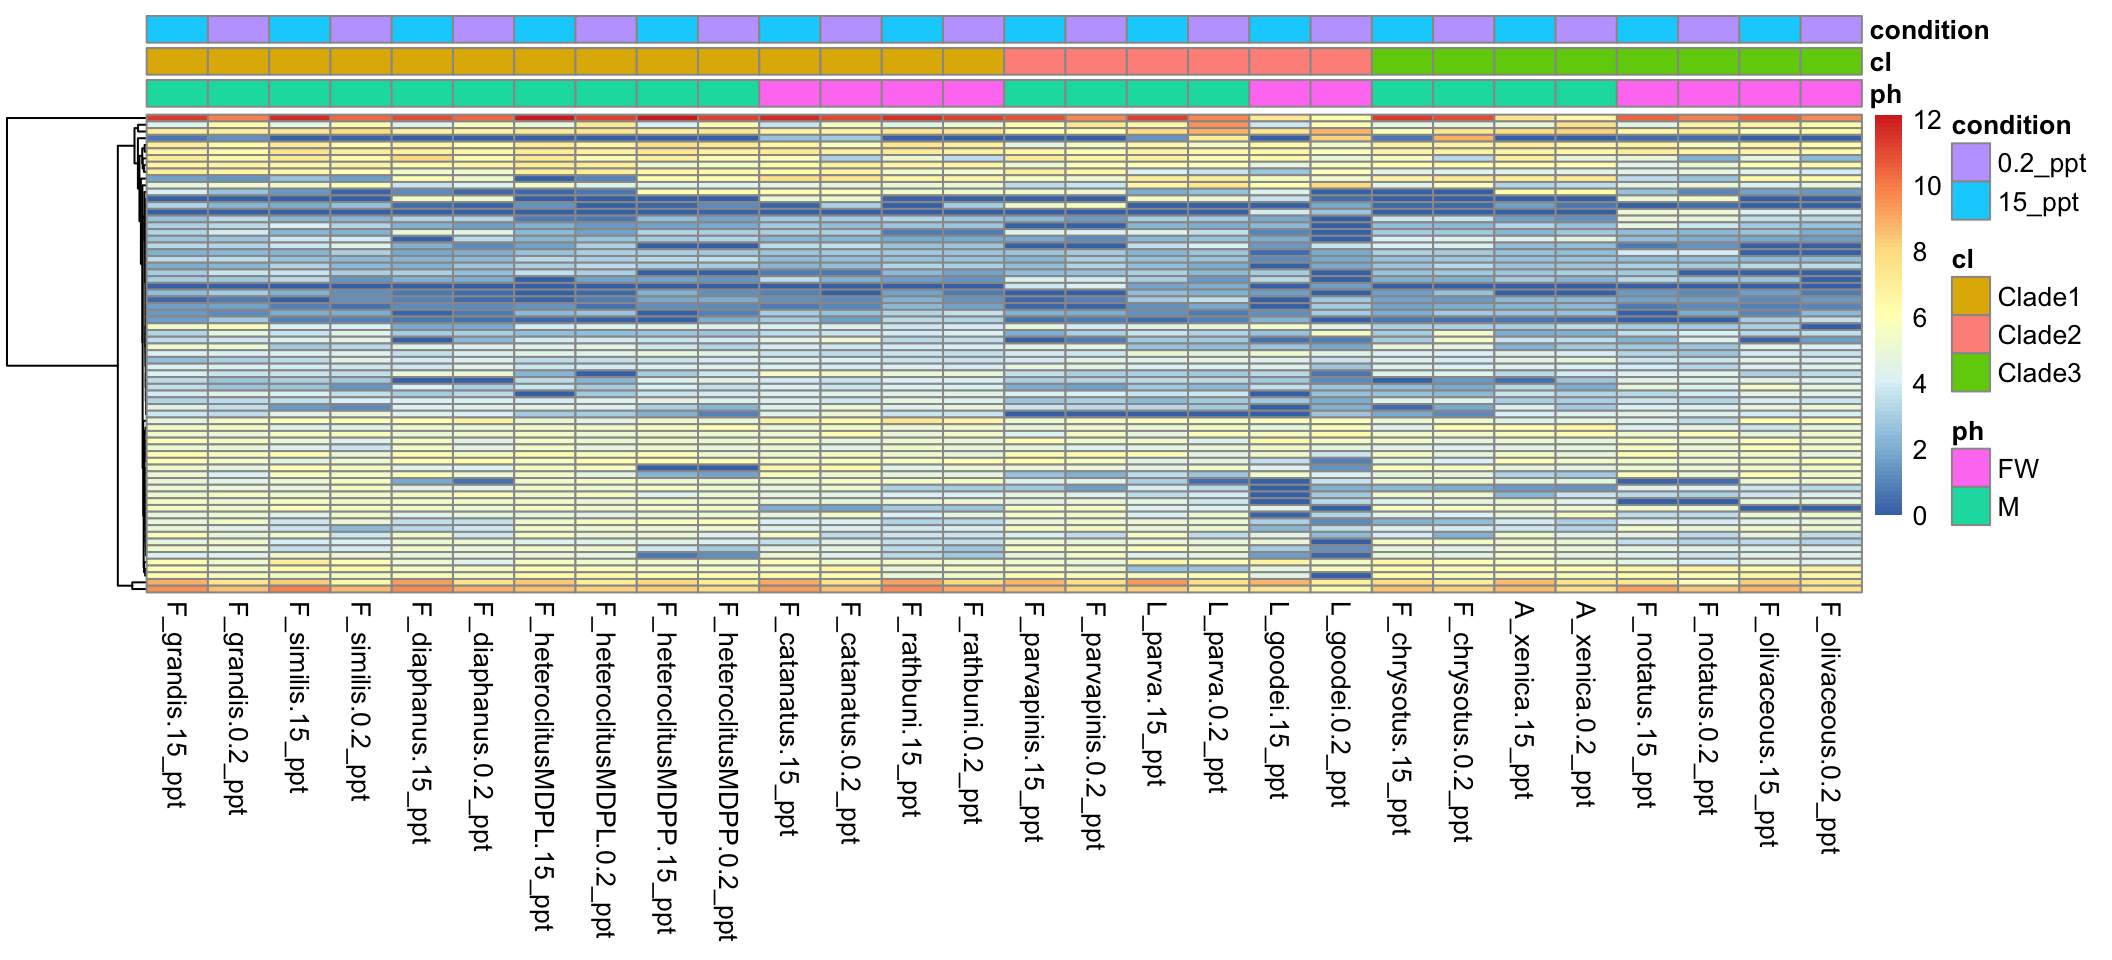 condition
cl
ph
12
10
8
6
4
2
0
condition
0.2_ppt
15_ppt
cl
Clade1
Clade2
Clade3
ph
FW
M
F_grandis.15_ppt
F_grandis.0.2_ppt
F_similis.15_ppt
F_similis.0.2_ppt
F_diaphanus.15_ppt
F_diaphanus.0.2_ppt
F_heteroclitusMDPL.15_ppt
F_heteroclitusMDPL.0.2_ppt
F_heteroclitusMDPP.15_ppt
F_heteroclitusMDPP.0.2_ppt
F_catanatus.15_ppt
F_catanatus.0.2_ppt
F_rathbuni.15_ppt
F_rathbuni.0.2_ppt
F_parvapinis.15_ppt
F_parvapinis.0.2_ppt
L_parva.15_ppt
L_parva.0.2_ppt
L_goodei.15_ppt
L_goodei.0.2_ppt
F_chrysotus.15_ppt
F_chrysotus.0.2_ppt
A_xenica.15_ppt
A_xenica.0.2_ppt
F_notatus.15_ppt
F_notatus.0.2_ppt
F_olivaceous.15_ppt
F_olivaceous.0.2_ppt